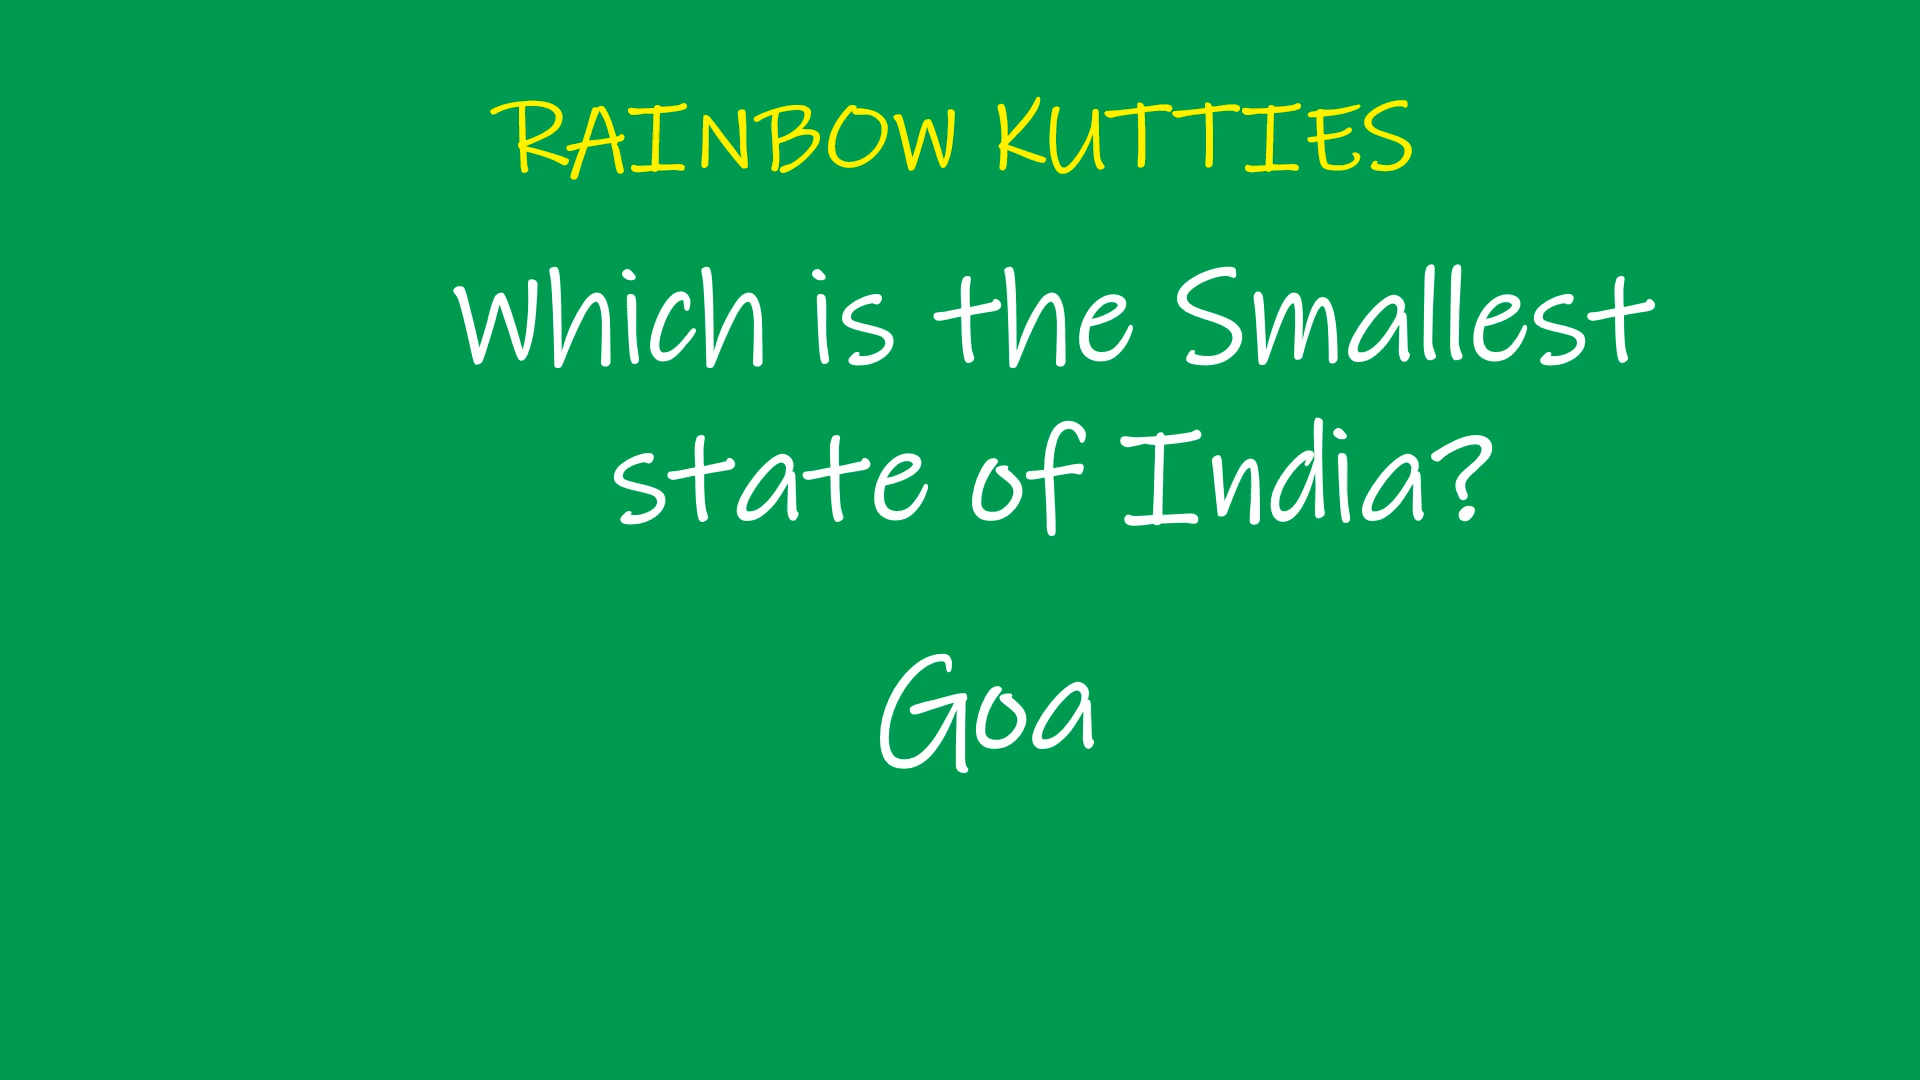 RAINBOW KUTTIES
Which is the Smallest
state of India?
Goa